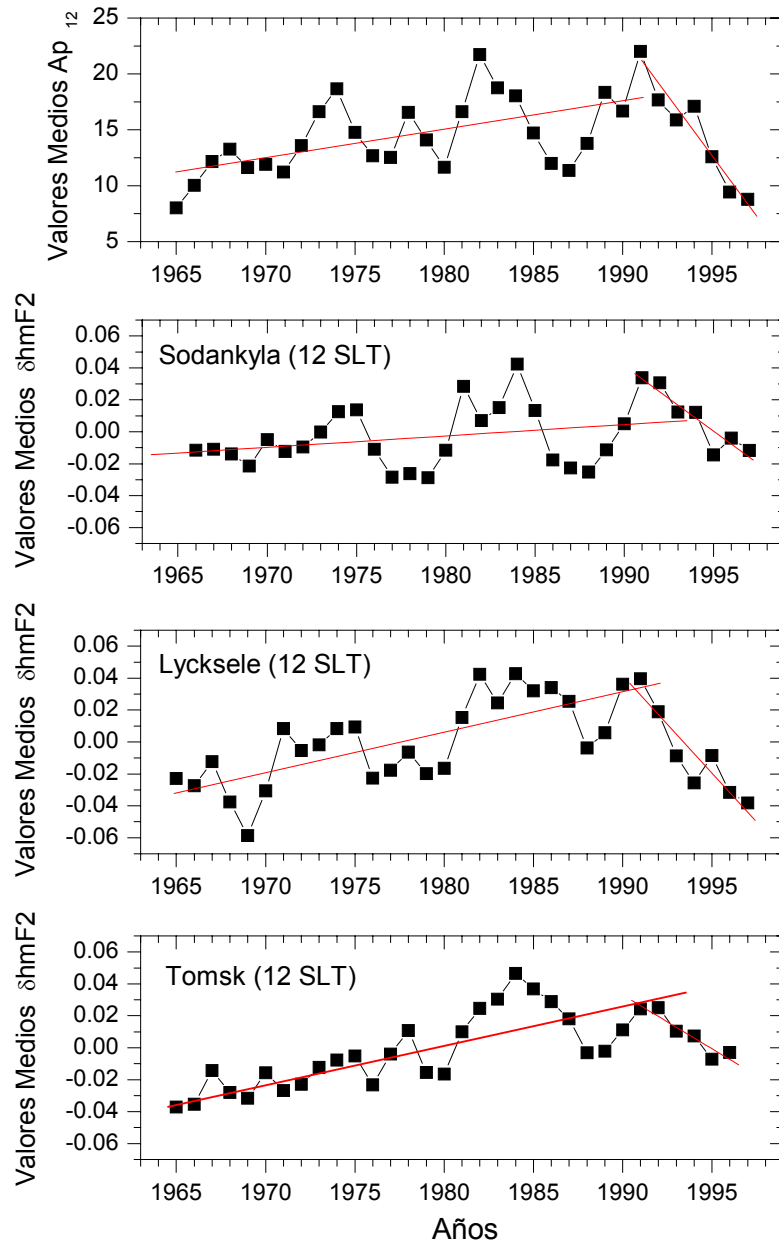 Valores Medios Ap 12
25
20
15
10
5
1965 1970 1975 1980 1985 1990 1995
Valores Medios δhmF2
0.06
0.04
0.02
0.00
-0.02
-0.04
-0.06
Sodankyla (12 SLT)
1965 1970 1975 1980 1985 1990 1995
Valores Medios δhmF2
0.06
0.04
0.02
0.00
-0.02
-0.04
-0.06
Lycksele (12 SLT)
1965 1970 1975 1980 1985 1990 1995
Valores Medios δhmF2
0.06
0.04
0.02
0.00
-0.02
-0.04
-0.06
Tomsk (12 SLT)
1965 1970 1975 1980 1985 1990 1995
Años